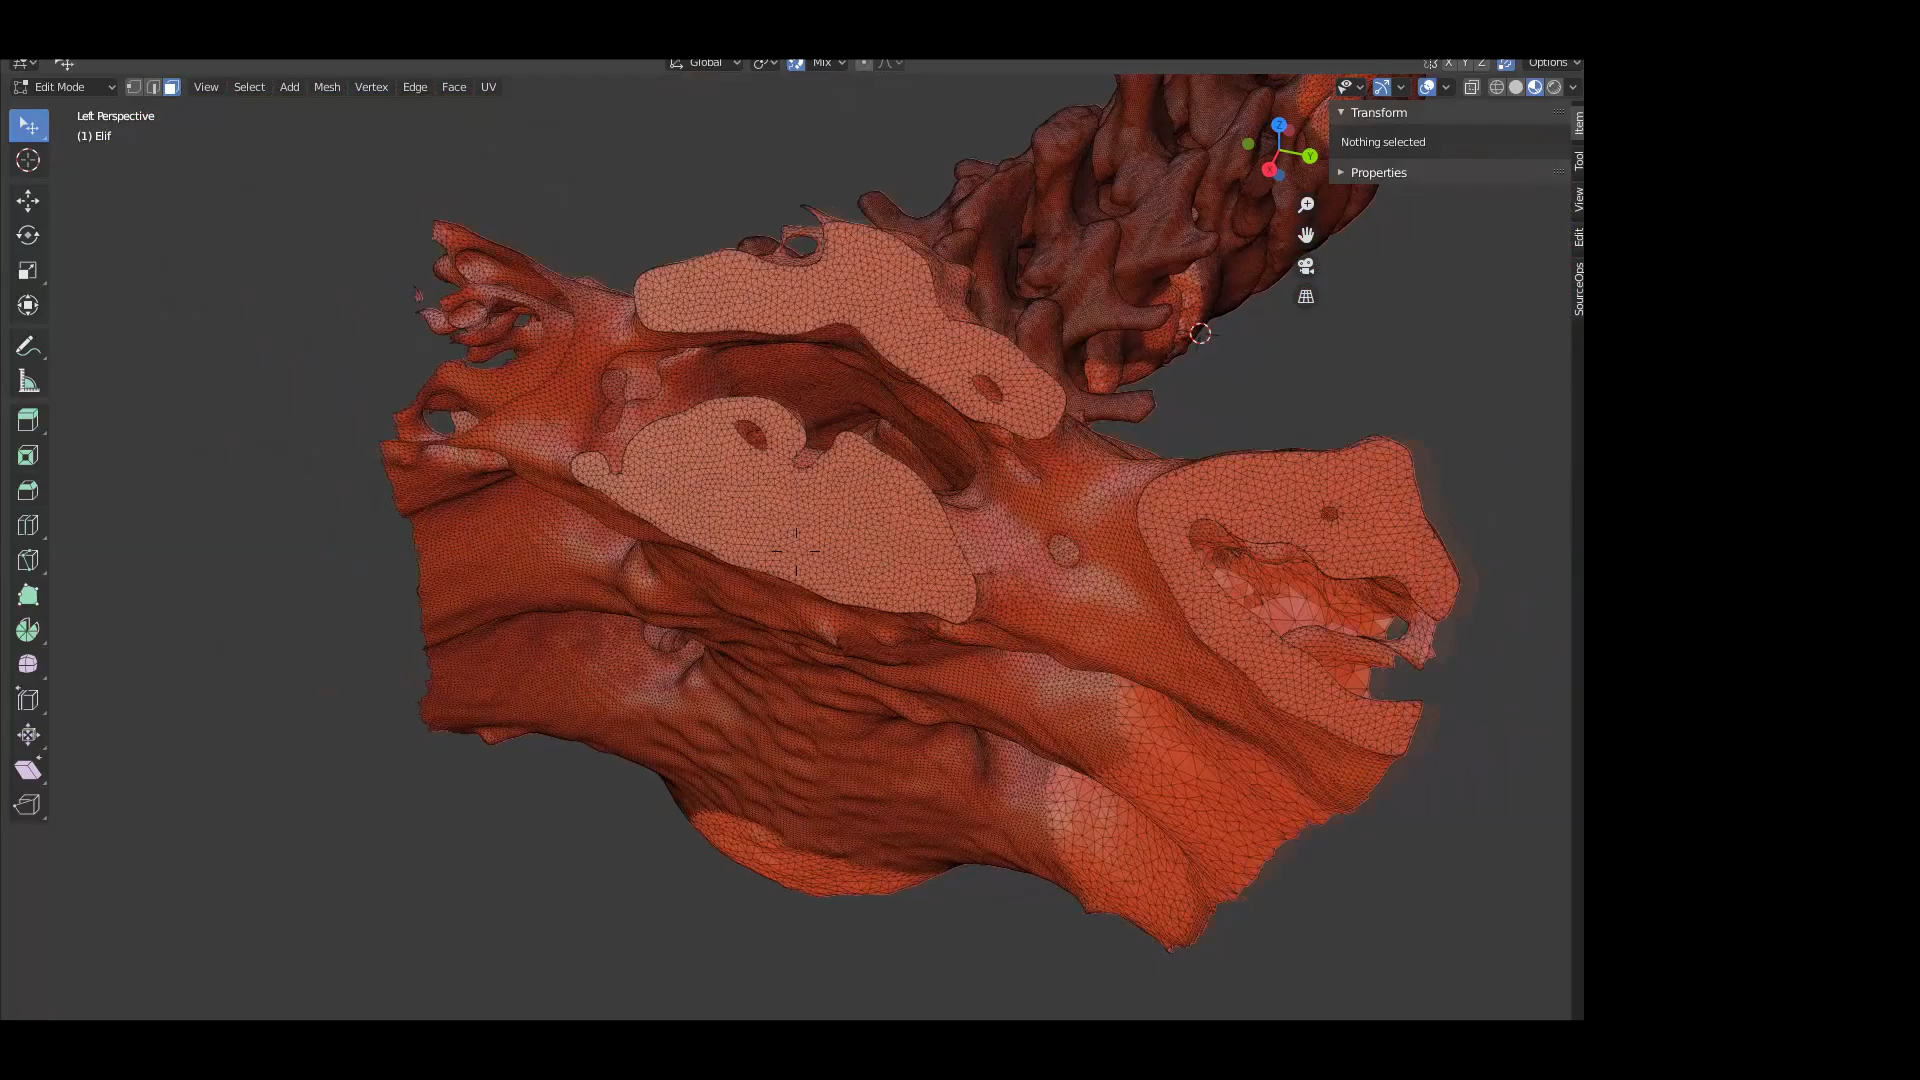 Global Mix X Y Z Options
Edit Mode View Select Add Mesh Vertex Edge Face UV
Left Perspective
(1) Elif
Transform
Nothing selected
Properties
Z
Y
X
Item
Tool
View
Edit
SourceOps